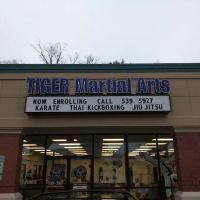 TIGER Martial Arts
NOW ENROLLING CALL 539 5927
KARATE THAI KICKBOXING JIU JITSU